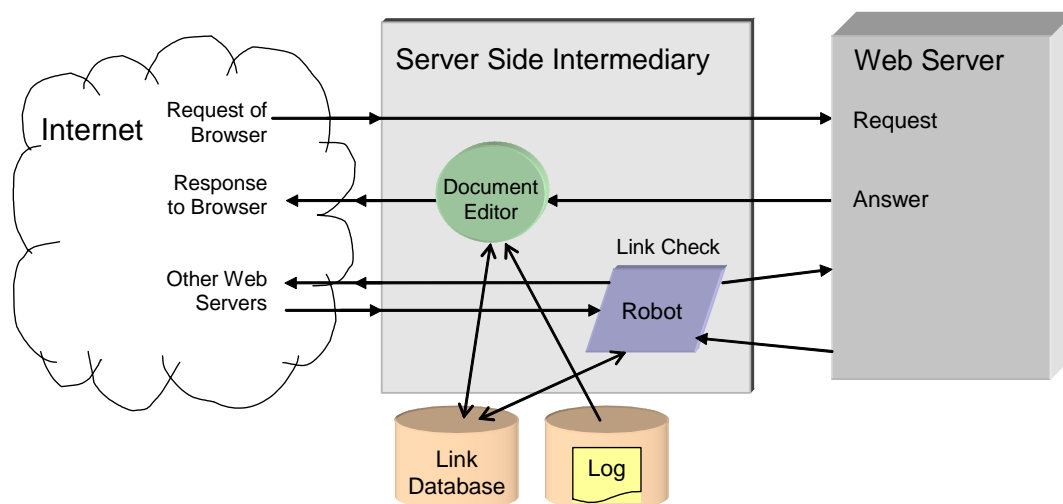 Server Side Intermediary
Web Server
Internet
Request of
Browser
Request
Response
to Browser
Document
Editor
Answer
Link Check
Other Web
Servers
Robot
Link
Database
Log